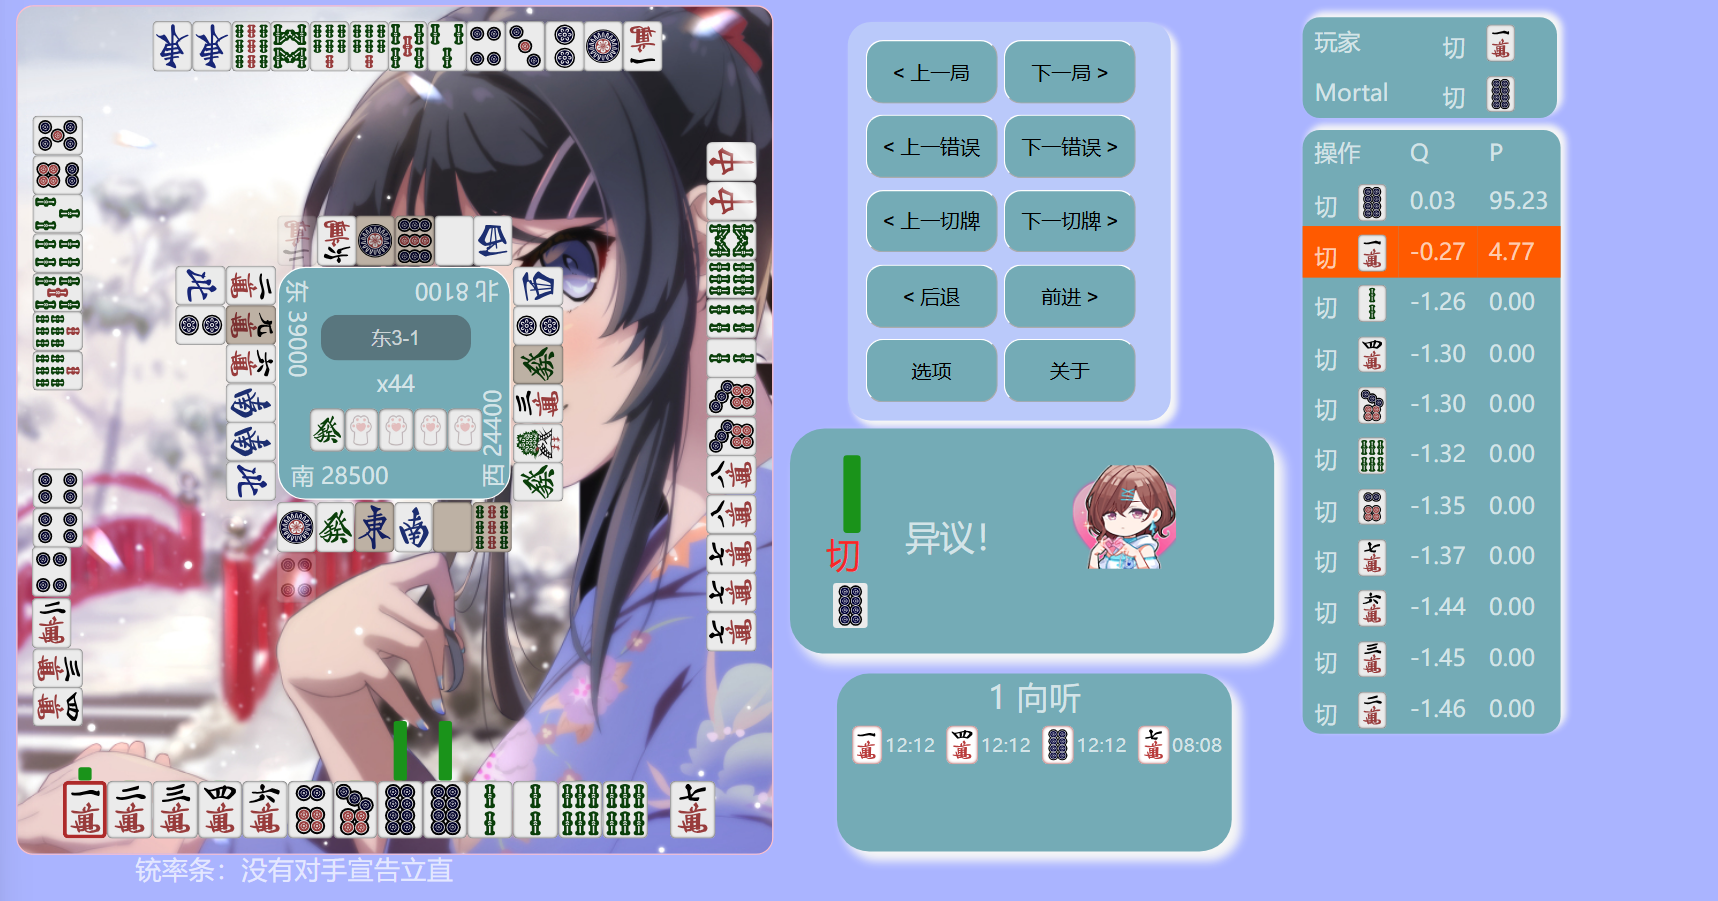 东 39000
北 8100
东3-1
x44
南 28500
西 24400
铳率条：没有对手宣告立直
< 上一局
下一局 >
< 上一错误
下一错误 >
< 上一切牌
下一切牌 >
< 后退
前进 >
选项
关于
切
异议！
1 向听
12:12
12:12
12:12
08:08
玩家 切
Mortal 切
操作 Q P
切 0.03 95.23
切 -0.27 4.77
切 -1.26 0.00
切 -1.30 0.00
切 -1.30 0.00
切 -1.32 0.00
切 -1.35 0.00
切 -1.37 0.00
切 -1.44 0.00
切 -1.45 0.00
切 -1.46 0.00